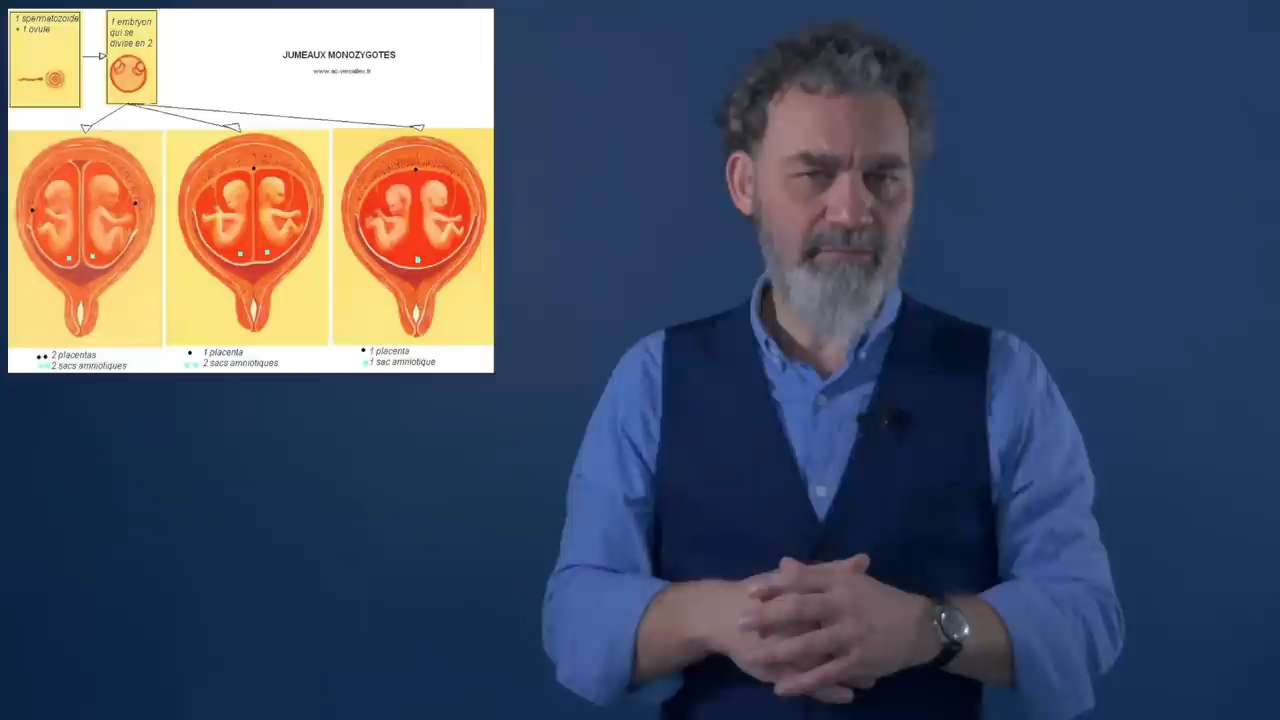 1 spermatozoïde
+ 1 ovule
1 embryon
qui se
divise en 2
JUMEAUX MONOZYGOTES
www.ac-versailles.fr
2 placentas
2 sacs amniotiques
1 placenta
2 sacs amniotiques
1 placenta
1 sac amniotique